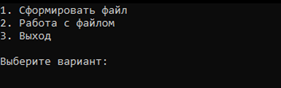 1. Сформировать файл
2. Работа с файлом
3. Выход
Выберите вариант: